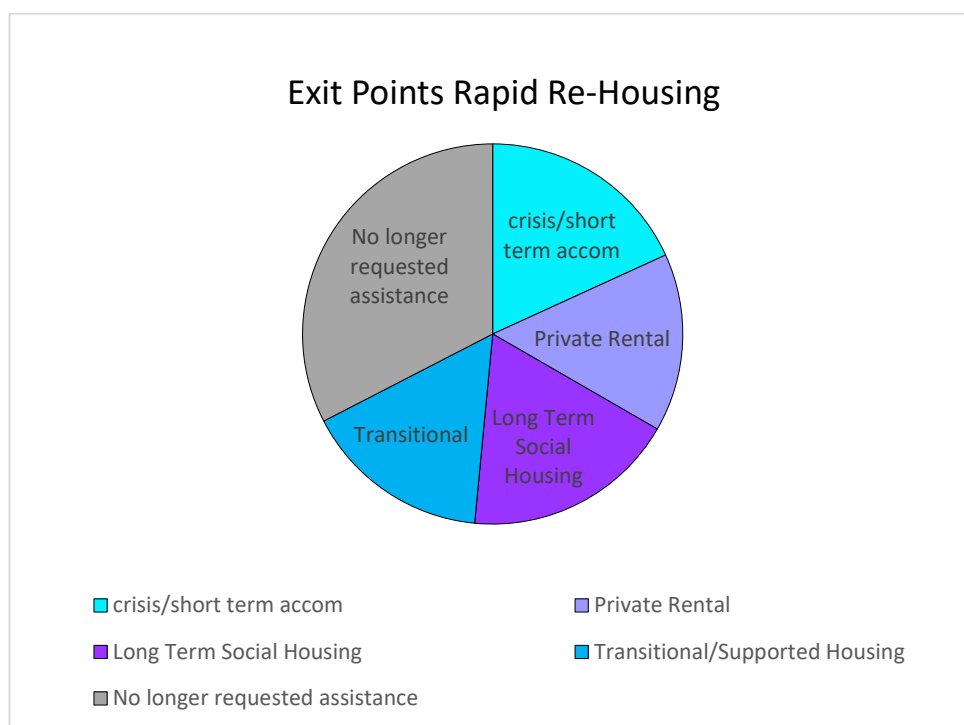 Exit Points Rapid Re-Housing
crisis/short
term accom
No longer
requested
assistance
Private Rental
Long Term
Social
Housing
Transitional
crisis/short term accom
Private Rental
Long Term Social Housing
Transitional/Supported Housing
No longer requested assistance